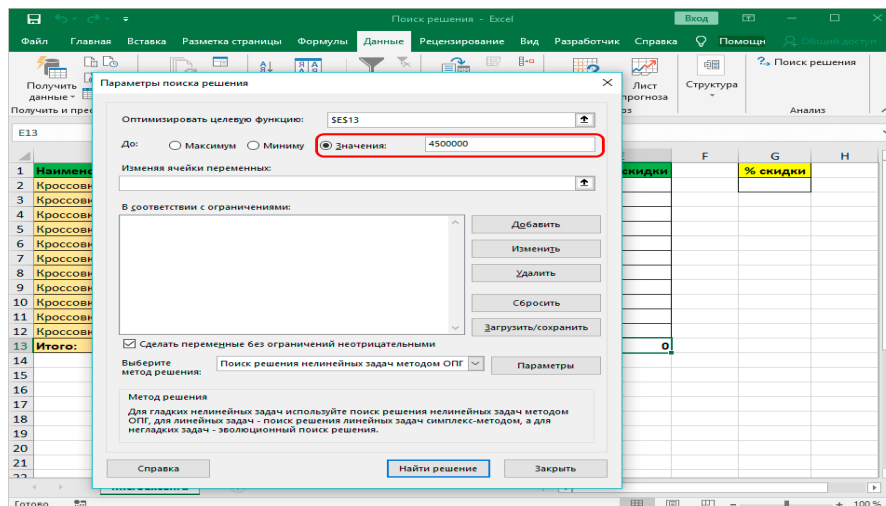 Поиск решения - Excel
Вход
Файл Главная Вставка Разметка страницы Формулы Данные Рецензирование Вид Разработчик Справка Помощн Общий доступ
Получить данные
Лист прогноза
Структура
Поиск решения
Получить и прео
Анализ
E13
Параметры поиска решения
Оптимизировать целевую функцию: $E$13
До: Максимум Миниму Значения: 4500000
Изменяя ячейки переменных:
В соответствии с ограничениями:
Добавить
Изменить
Удалить
Сбросить
Загрузить/сохранить
Сделать переменные без ограничений неотрицательными
Выберите метод решения:
Поиск решения нелинейных задач методом ОПГ
Параметры
Метод решения
Для гладких нелинейных задач используйте поиск решения нелинейных задач методом
ОПГ, для линейных задач - поиск решения линейных задач симплекс-методом, а для
негладких задач - эволюционный поиск решения.
Справка
Найти решение
Закрыть
F G H
1 Наимено скидки % скидки
2 Кроссовк
3 Кроссовк
4 Кроссовк
5 Кроссовк
6 Кроссовк
7 Кроссовк
8 Кроссовк
9 Кроссовк
10 Кроссовк
11 Кроссовк
12 Кроссовк
13 Итого: 0
14
15
16
17
18
19
20
21
Готово
100 %